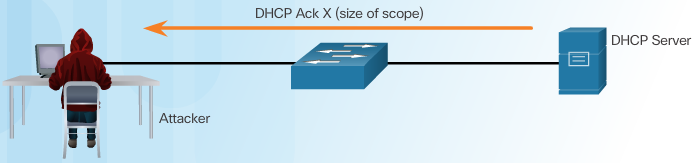 DHCP Ack X (size of scope)
DHCP Server
Attacker